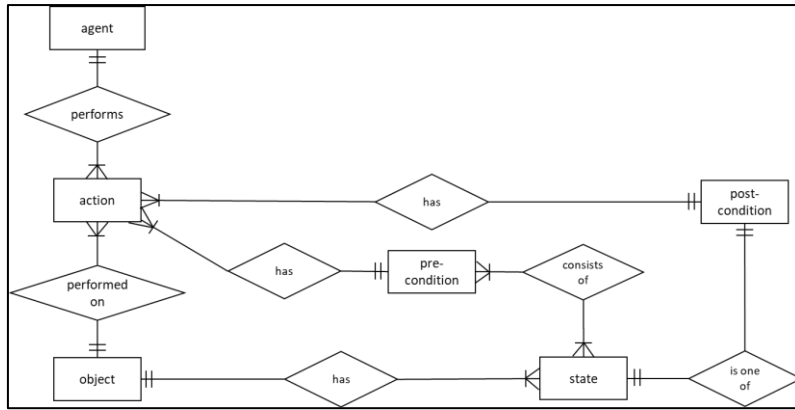 agent
performs
action
has
post-
condition
has
pre-
condition
consists
of
performed
on
object
has
state
is one
of